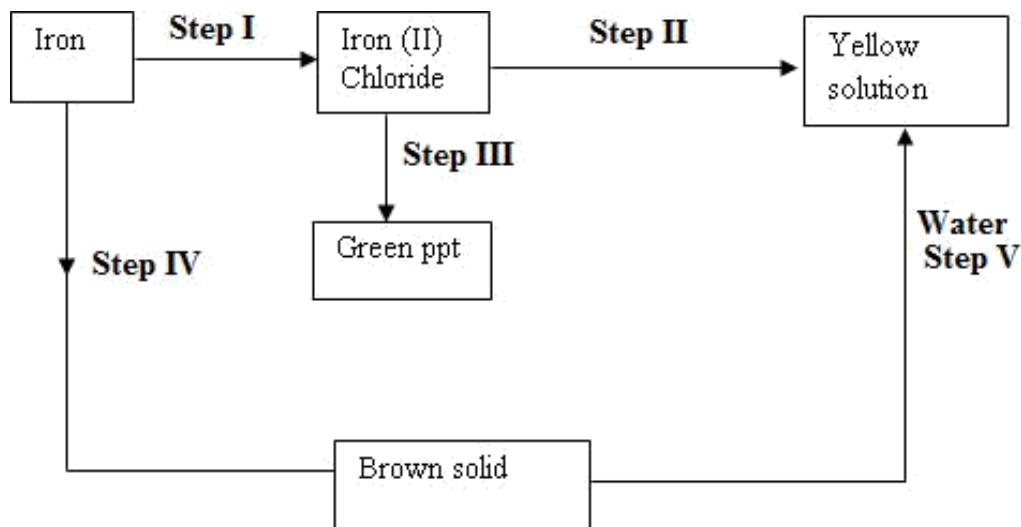 Iron
Step I
Iron (II)
Chloride
Step II
Yellow
solution
Step III
Green ppt
Water
Step V
Step IV
Brown solid